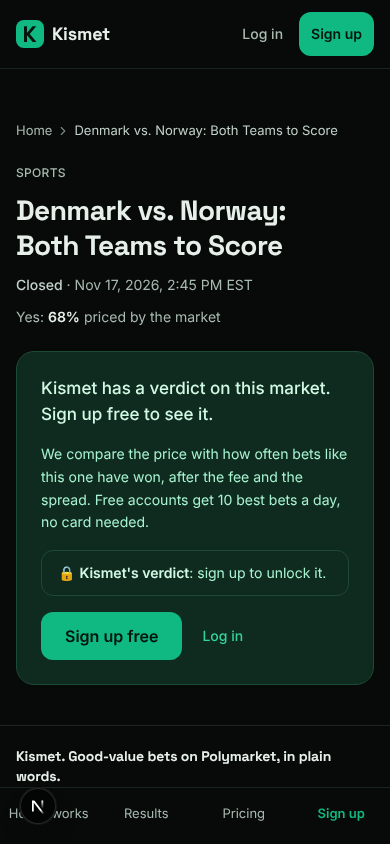 K Kismet
Log in
Sign up
Home > Denmark vs. Norway: Both Teams to Score
SPORTS
Denmark vs. Norway:
Both Teams to Score
Closed · Nov 17, 2026, 2:45 PM EST
Yes: 68% priced by the market
Kismet has a verdict on this market.
Sign up free to see it.
We compare the price with how often bets like
this one have won, after the fee and the
spread. Free accounts get 10 best bets a day,
no card needed.
🔒 Kismet's verdict: sign up to unlock it.
Sign up free
Log in
Kismet. Good-value bets on Polymarket, in plain
words.
N
works
Results
Pricing
Sign up